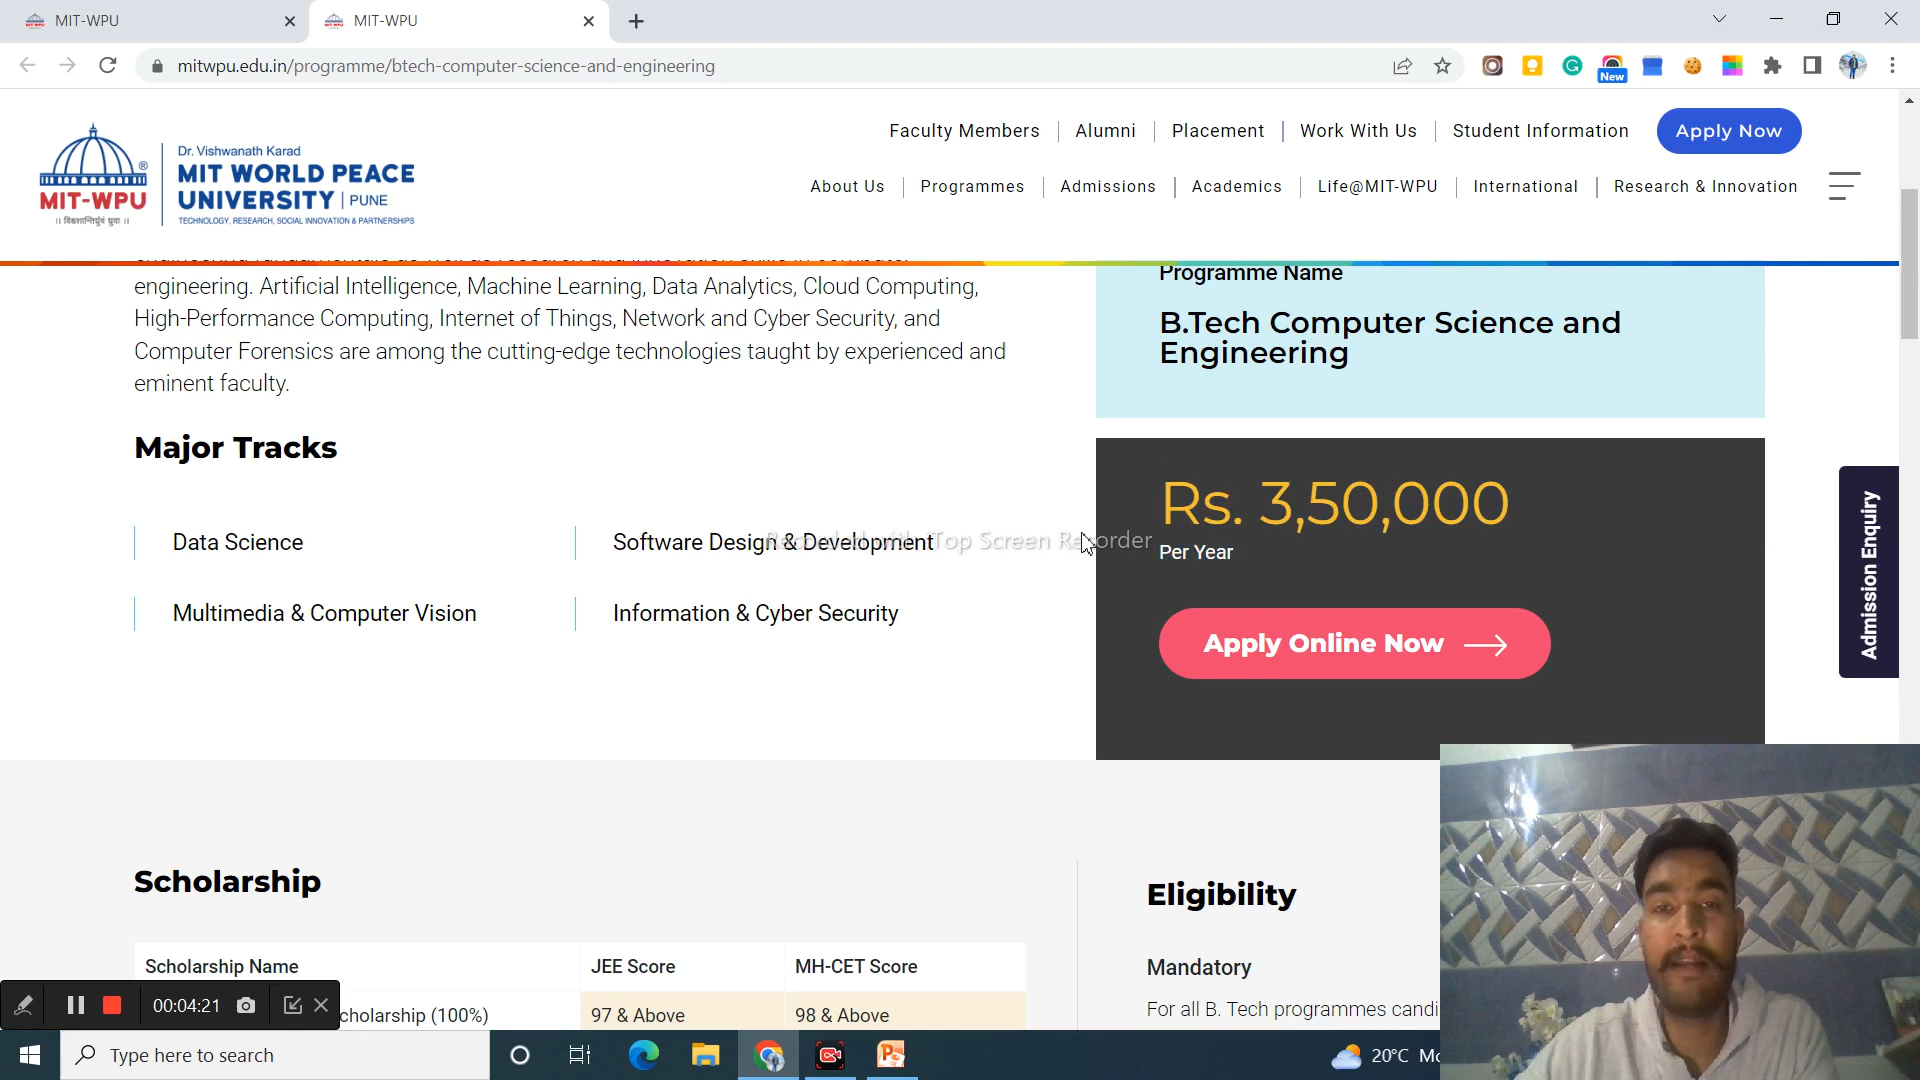 MIT-WPU
MIT-WPU
mitwpu.edu.in/programme/btech-computer-science-and-engineering
New
Faculty Members
Alumni
Placement
Work With Us
Student Information
Apply Now
Dr. Vishwanath Karad
MIT WORLD PEACE
UNIVERSITY | PUNE
TECHNOLOGY, RESEARCH, SOCIAL INNOVATION & PARTNERSHIPS
MIT-WPU
®
About Us
Programmes
Admissions
Academics
Life@MIT-WPU
International
Research & Innovation
engineering. Artificial Intelligence, Machine Learning, Data Analytics, Cloud Computing,
High-Performance Computing, Internet of Things, Network and Cyber Security, and
Computer Forensics are among the cutting-edge technologies taught by experienced and
eminent faculty.
Programme Name
B.Tech Computer Science and
Engineering
Major Tracks
Data Science
Software Design & Development
Multimedia & Computer Vision
Information & Cyber Security
Recorded with iTop Screen Recorder
Rs. 3,50,000
Per Year
Apply Online Now
Admission Enquiry
Scholarship
Scholarship Name
JEE Score
MH-CET Score
cholarship (100%)
97 & Above
98 & Above
Eligibility
Mandatory
For all B. Tech programmes candi
00:04:21
Type here to search
20°C Mo